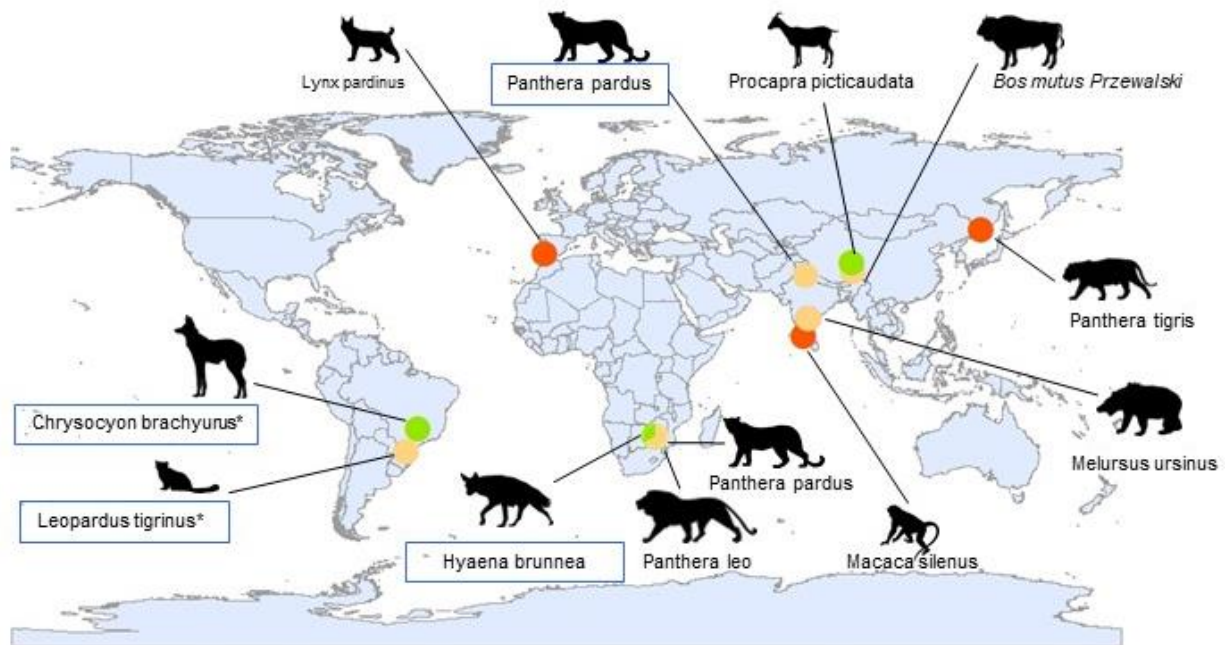 Lynx pardinus
Panthera pardus
Procapra picticaudata
Bos mutus Przewalski
Panthera tigris
Chrysocyon brachyurus*
Melursus ursinus
Panthera pardus
Leopardus tigrinus*
Hyaena brunnea
Panthera leo
Macaca silenus